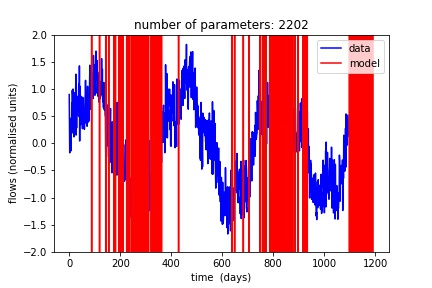 number of parameters: 2202
2.0
1.5
1.0
0.5
0.0
−0.5
−1.0
−1.5
−2.0
flows (normalised units)
data
model
0 200 400 600 800 1000 1200
time (days)